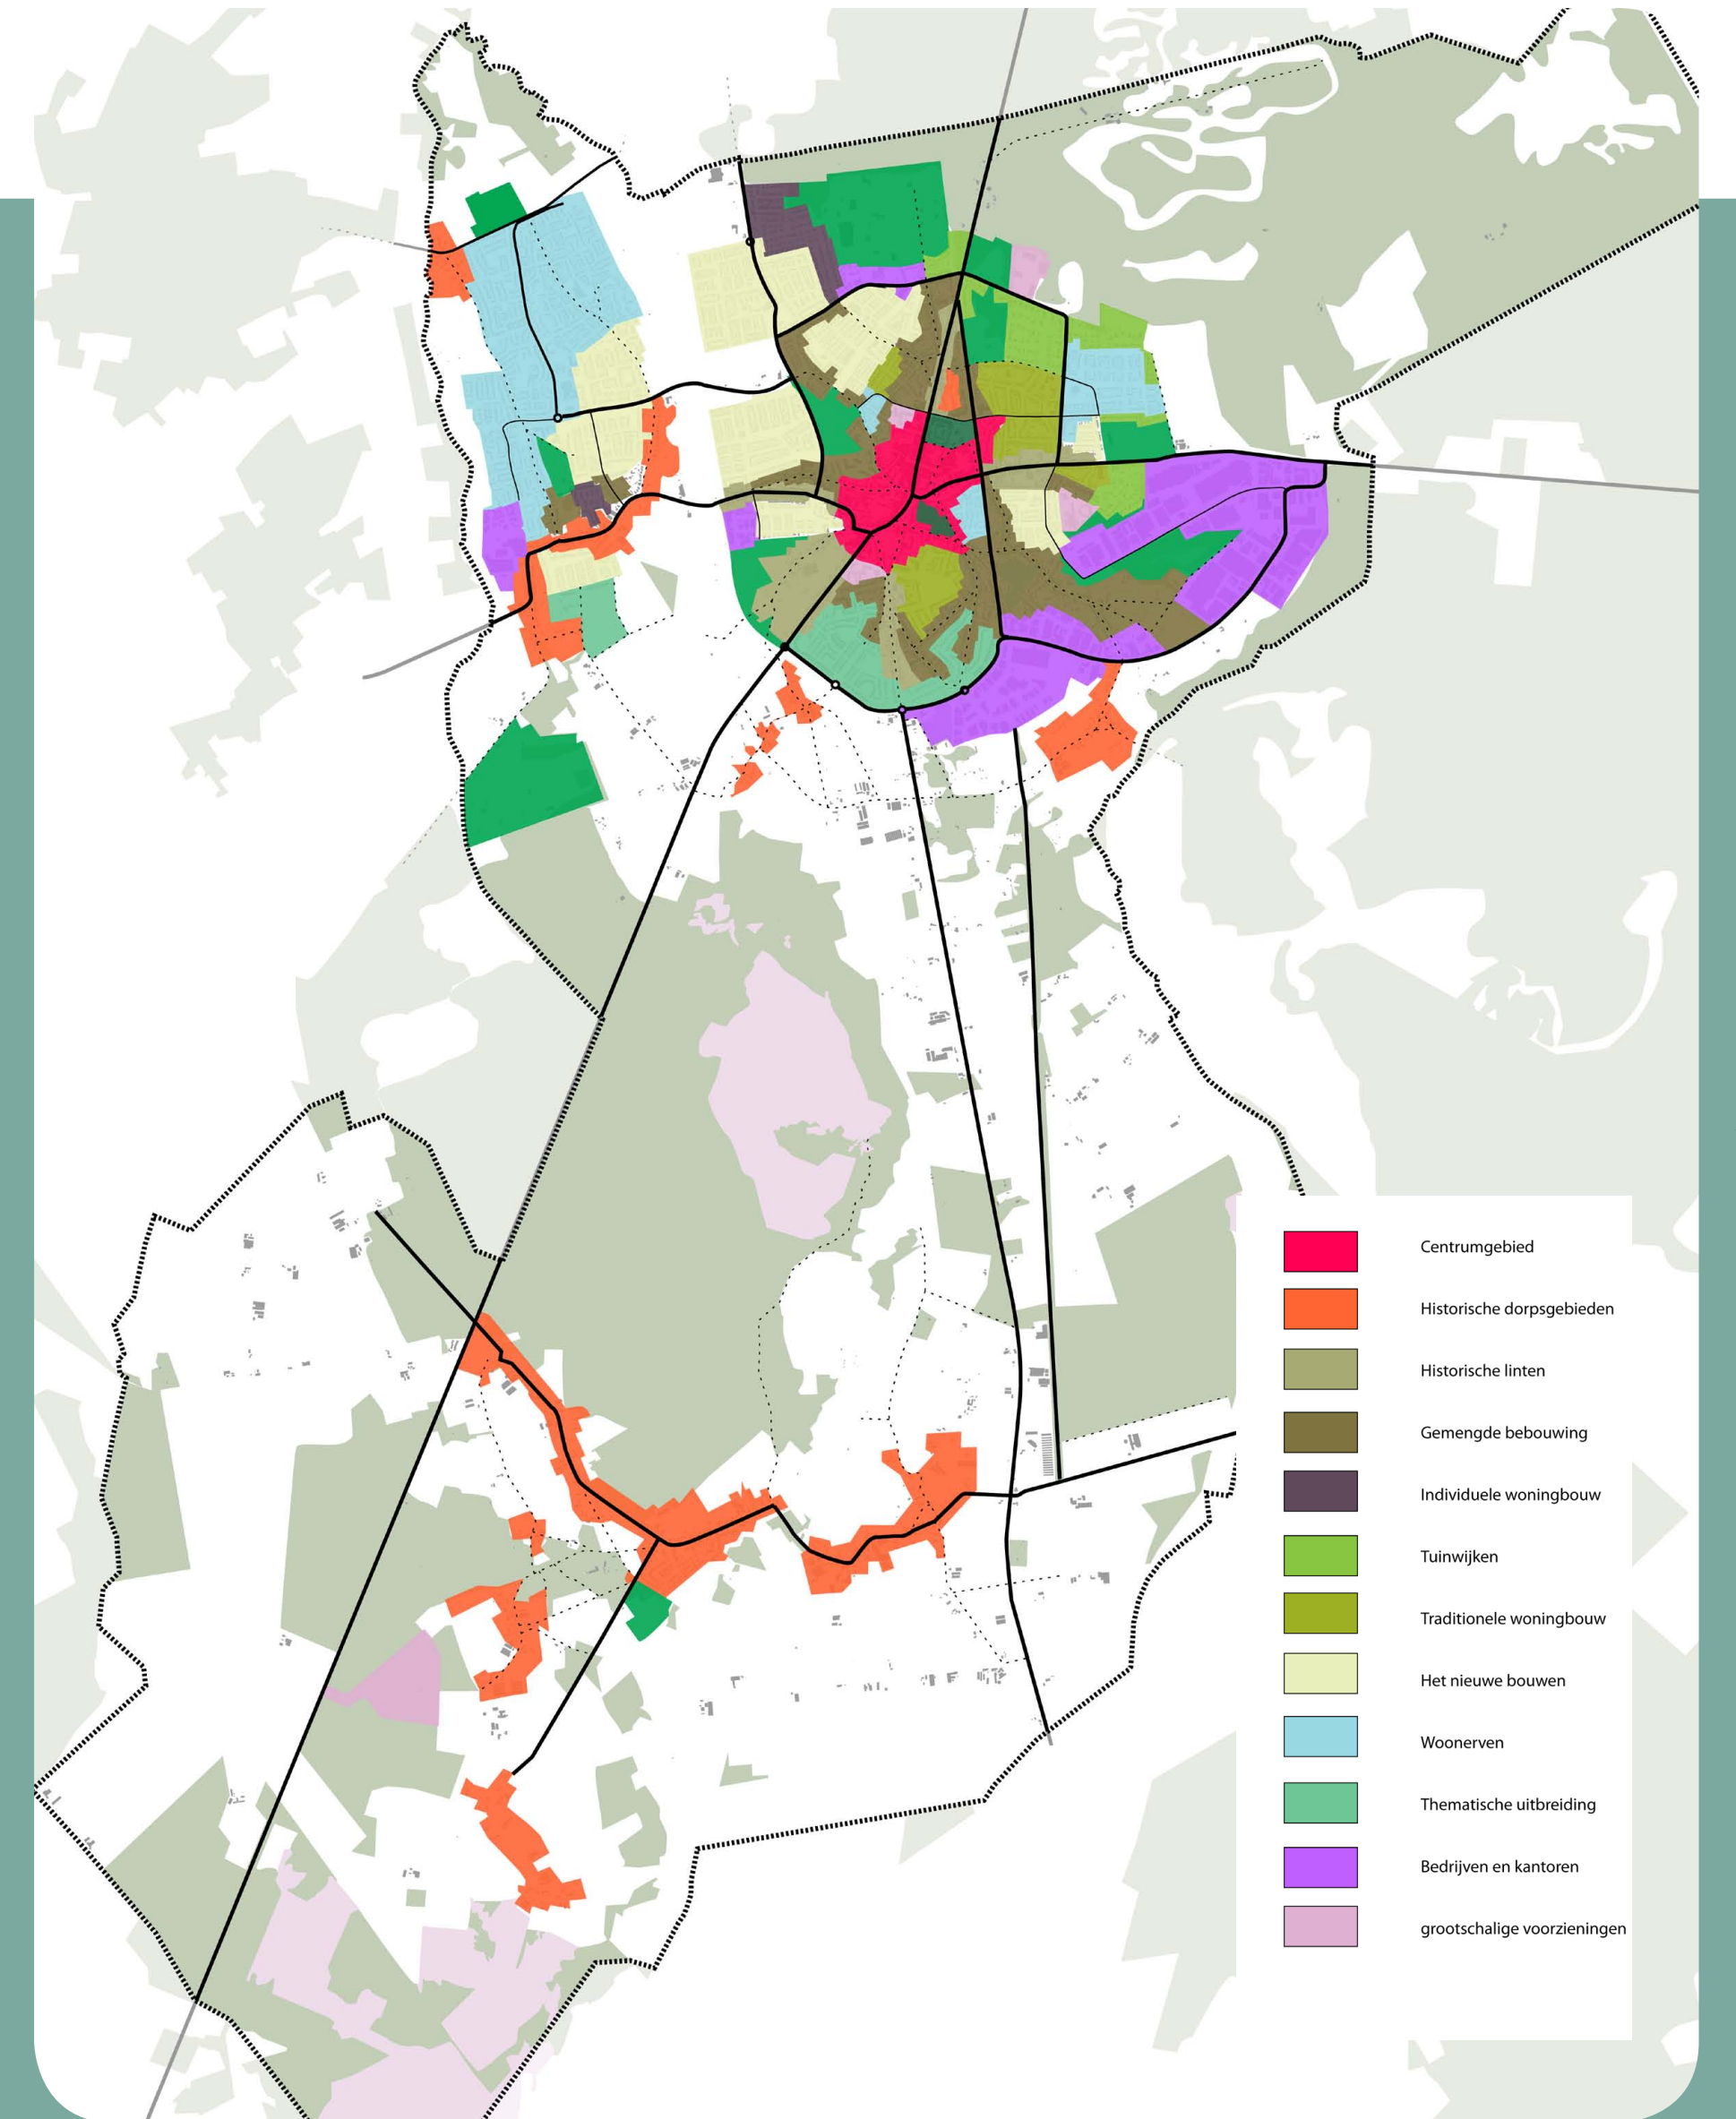 Centrumgebied
Historische dorpsgebieden
Historische linten
Gemengde bebouwing
Individuele woningbouw
Tuinwijken
Traditionele woningbouw
Het nieuwe bouwen
Woonerven
Thematische uitbreiding
Bedrijven en kantoren
grootschalige voorzieningen